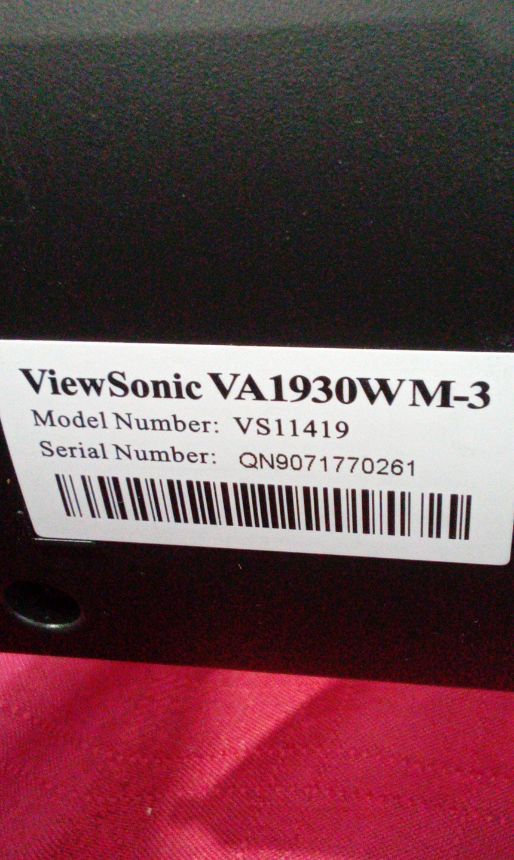 ViewSonic VA1930WM-3
Model Number: VS11419
Serial Number: QN9071770261